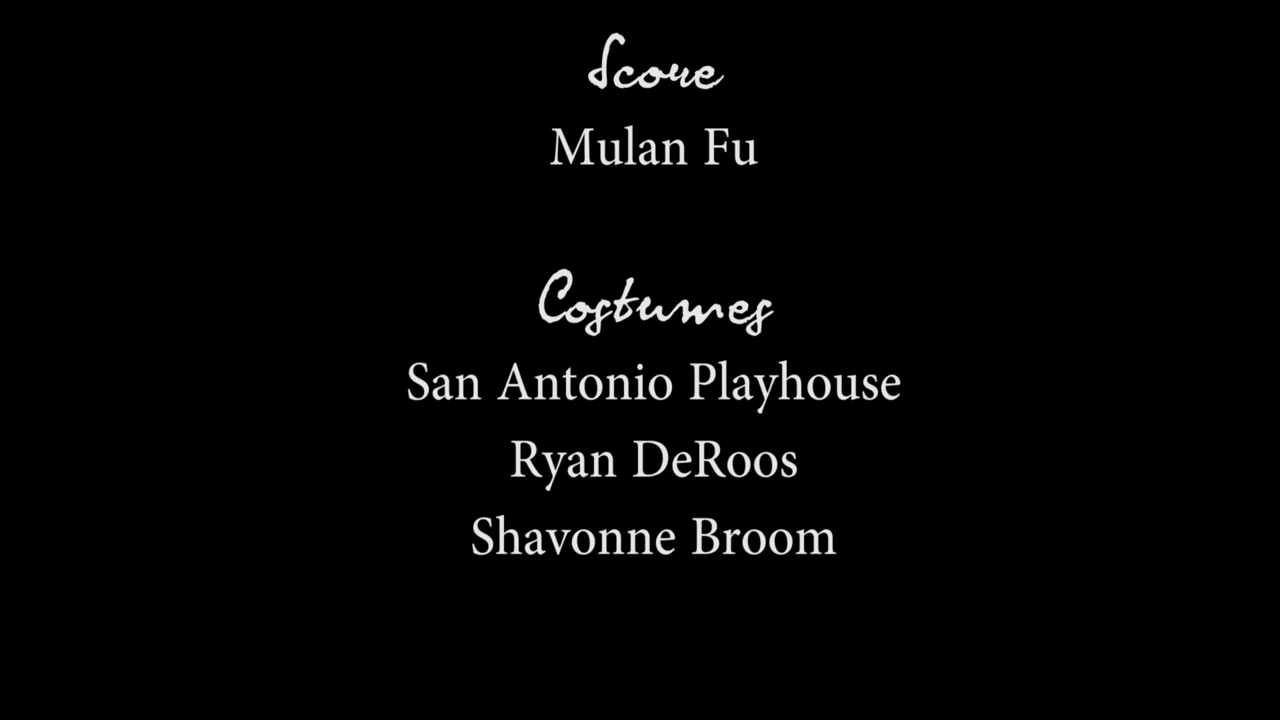 Score
Mulan Fu
Costumes
San Antonio Playhouse
Ryan DeRoos
Shavonne Broom